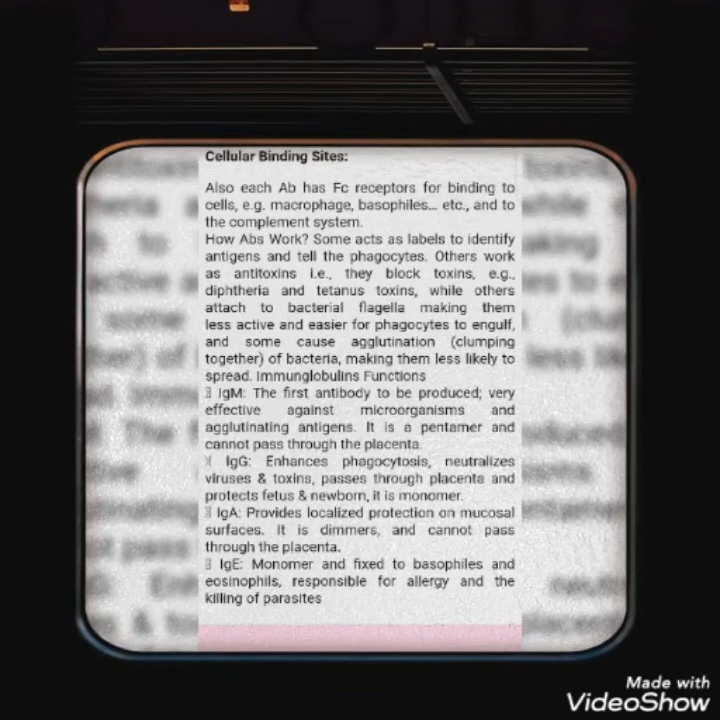 Cellular Binding Sites:
Also each Ab has Fc receptors for binding to
cells, e.g. macrophage, basophiles... etc., and to
the complement system.
How Abs Work? Some acts as labels to identify
antigens and tell the phagocytes. Others work
as antitoxins i.e., they block toxins, e.g.,
diphtheria and tetanus toxins, while others
attach to bacterial flagella making them
less active and easier for phagocytes to engulf,
and some cause agglutination (clumping
together) of bacteria, making them less likely to
spread. Immunglobulins Functions
IgM: The first antibody to be produced; very
effective against microorganisms and
agglutinating antigens. It is a pentamer and
cannot pass through the placenta.
IgG: Enhances phagocytosis, neutralizes
viruses & toxins, passes through placenta and
protects fetus & newborn, it is monomer.
IgA: Provides localized protection on mucosal
surfaces. It is dimmers, and cannot pass
through the placenta.
IgE: Monomer and fixed to basophiles and
eosinophils, responsible for allergy and the
killing of parasites
Made with
VideoShow